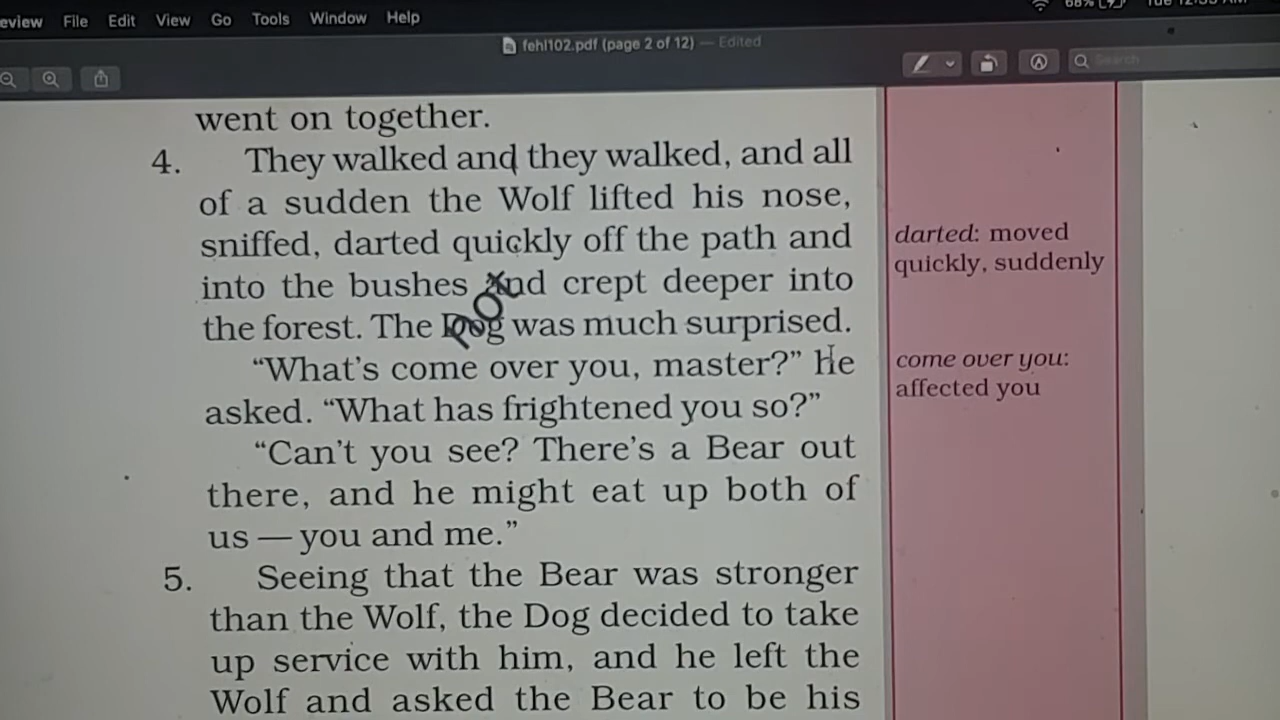 eview File Edit View Go Tools Window Help
68%
fehl102.pdf (page 2 of 12) — Edited
Search
went on together.
4. They walked and they walked, and all
of a sudden the Wolf lifted his nose,
sniffed, darted quickly off the path and
into the bushes and crept deeper into
the forest. The Dog was much surprised.
“What’s come over you, master?” he
asked. “What has frightened you so?”
“Can’t you see? There’s a Bear out
there, and he might eat up both of
us — you and me.”
5. Seeing that the Bear was stronger
than the Wolf, the Dog decided to take
up service with him, and he left the
Wolf and asked the Bear to be his
not
darted: moved
quickly, suddenly
come over you:
affected you